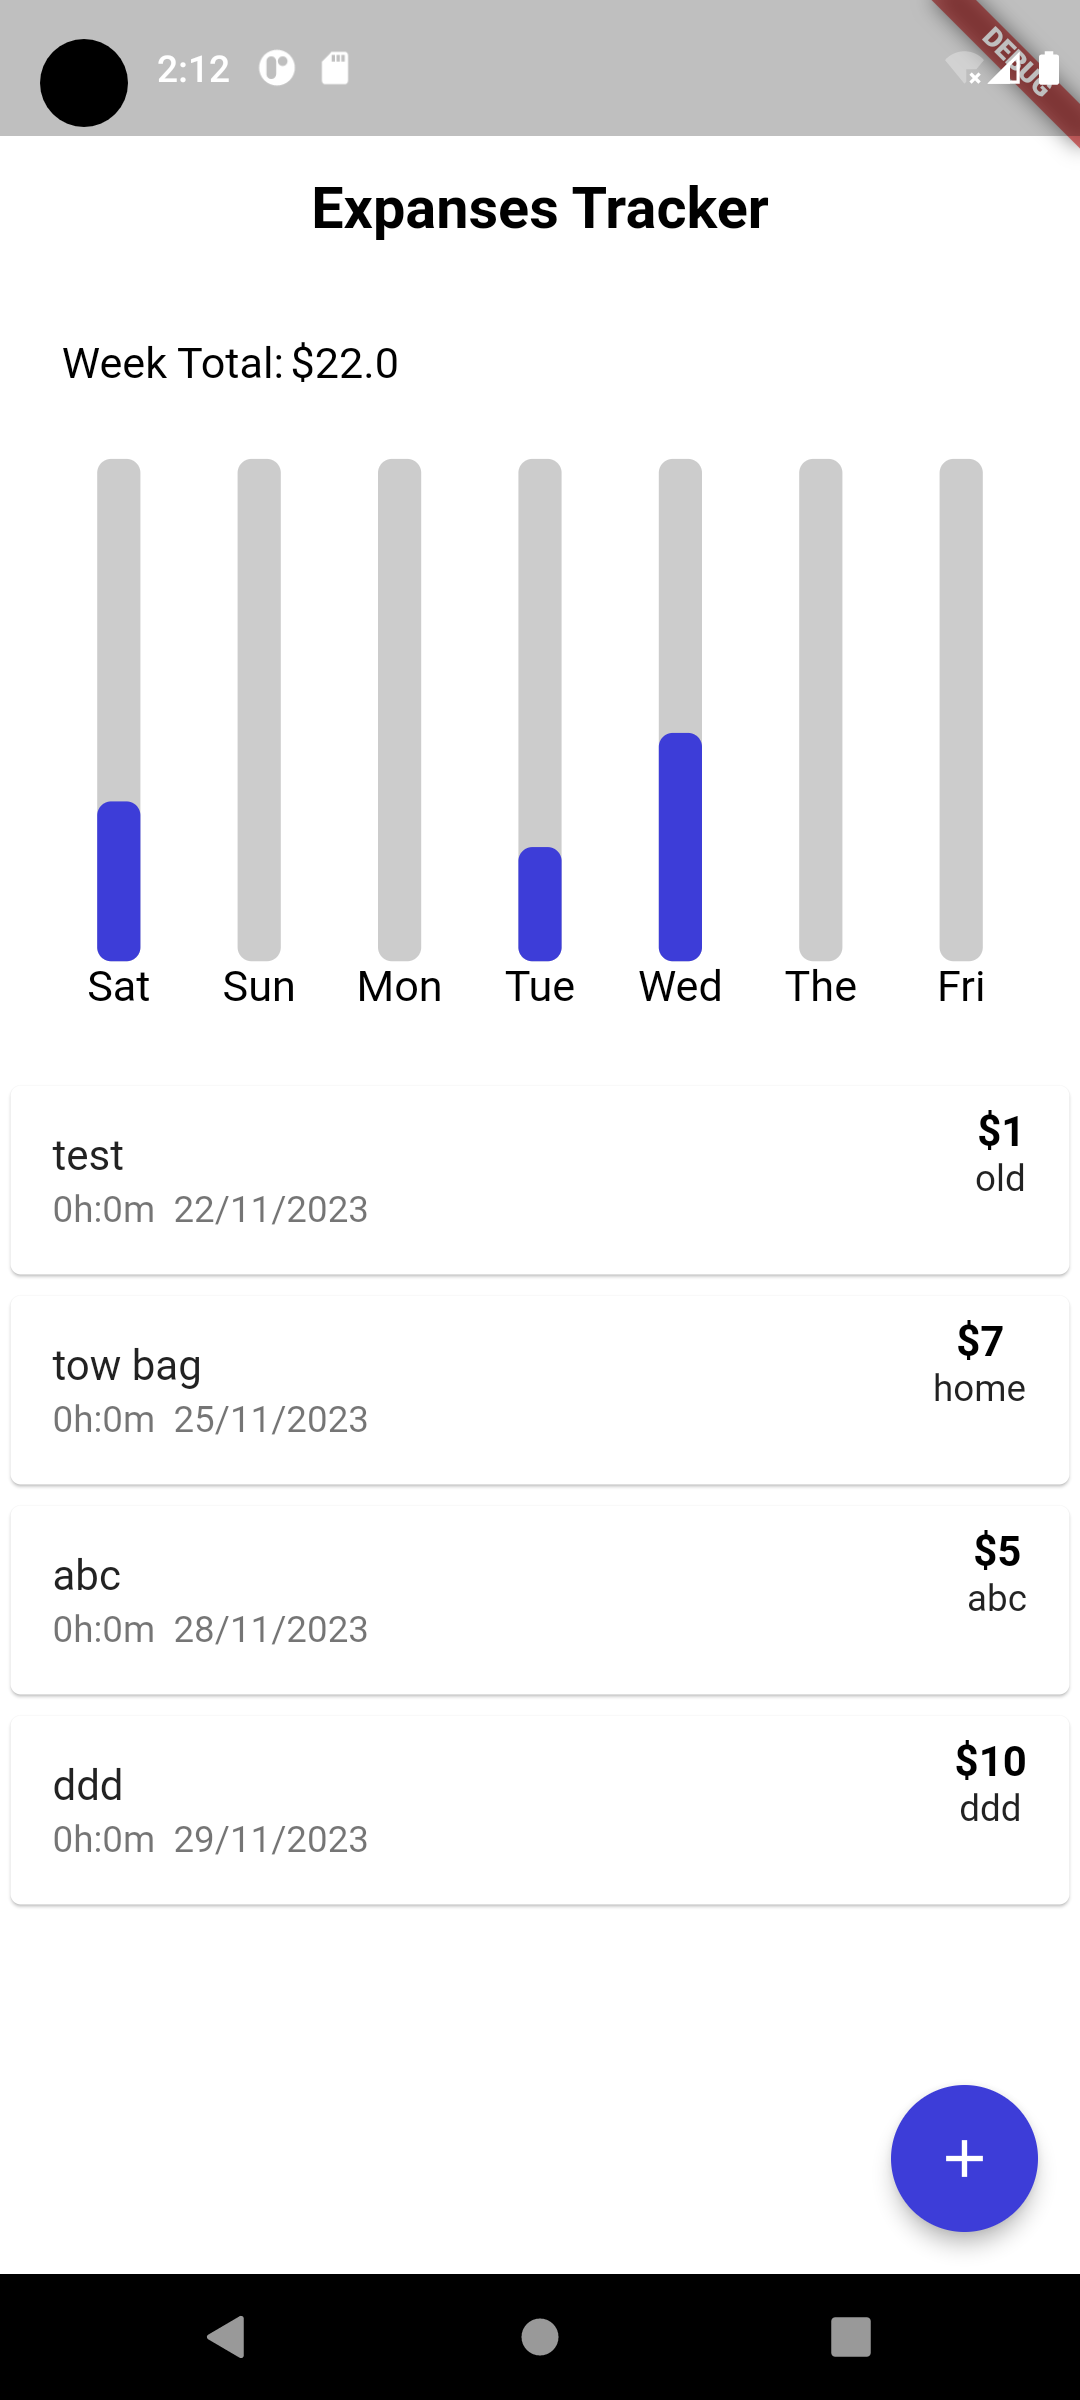 2:12
DEBUG
Expanses Tracker
Week Total: $22.0
Sat Sun Mon Tue Wed The Fri
test
0h:0m 22/11/2023
$1
old
tow bag
0h:0m 25/11/2023
$7
home
abc
0h:0m 28/11/2023
$5
abc
ddd
0h:0m 29/11/2023
$10
ddd